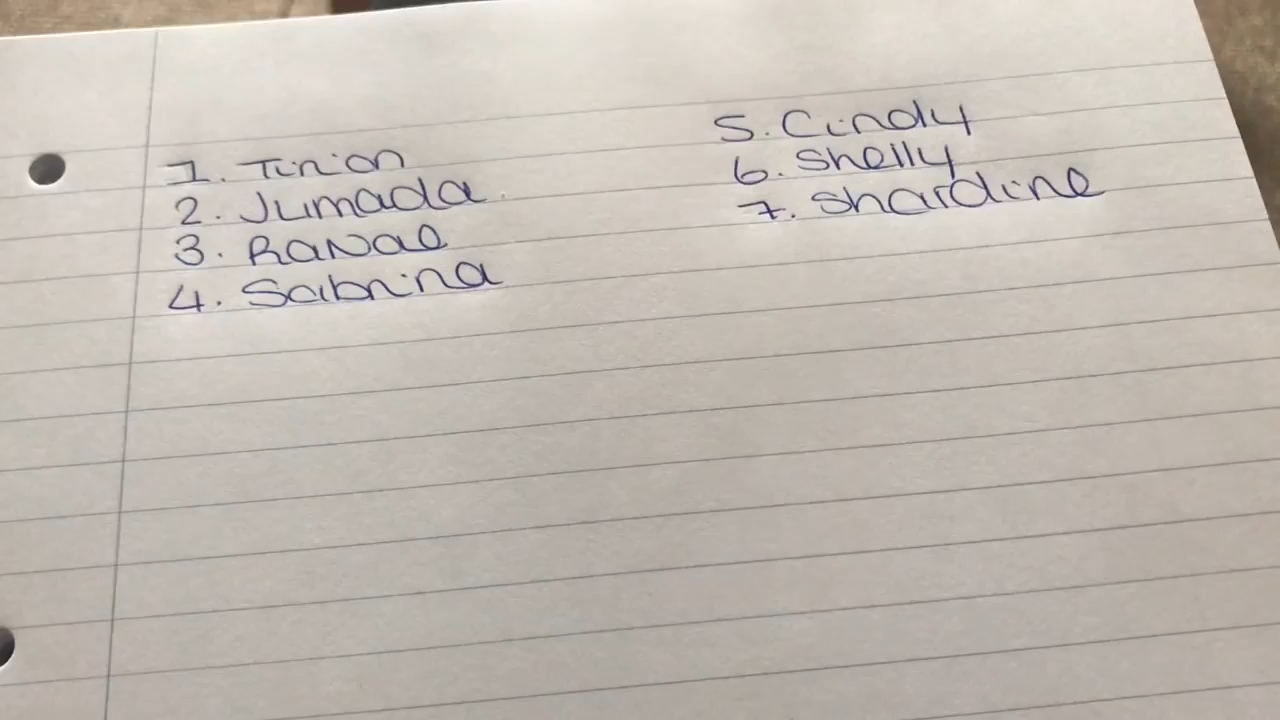 1. Tirion
2. Jumada
3. RaNae
4. Sabrina
5. Cindy
6. Shelly
7. Shardine